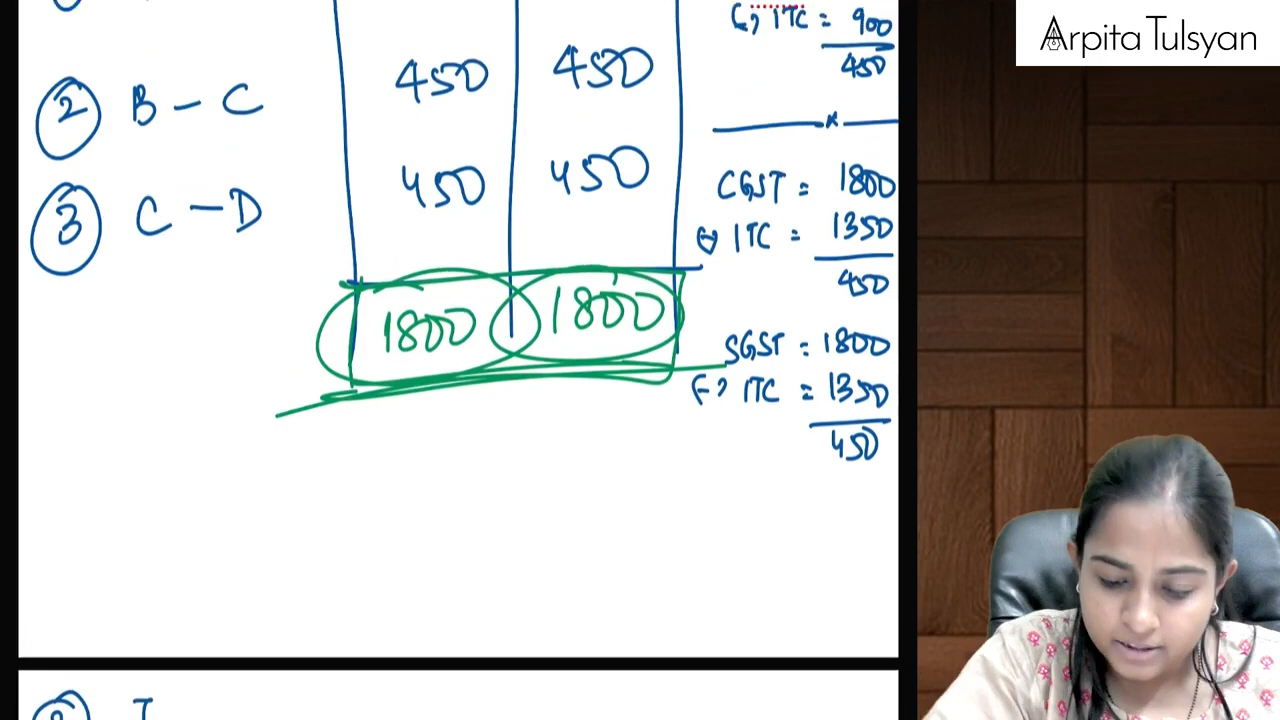 Arpita Tulsyan
(-) ITC = 900
450
450 450
② B - C
450 450
③ C - D
1800 1800
CGST = 1800
(-) ITC = 1350
450
SGST = 1800
(-) ITC = 1350
450